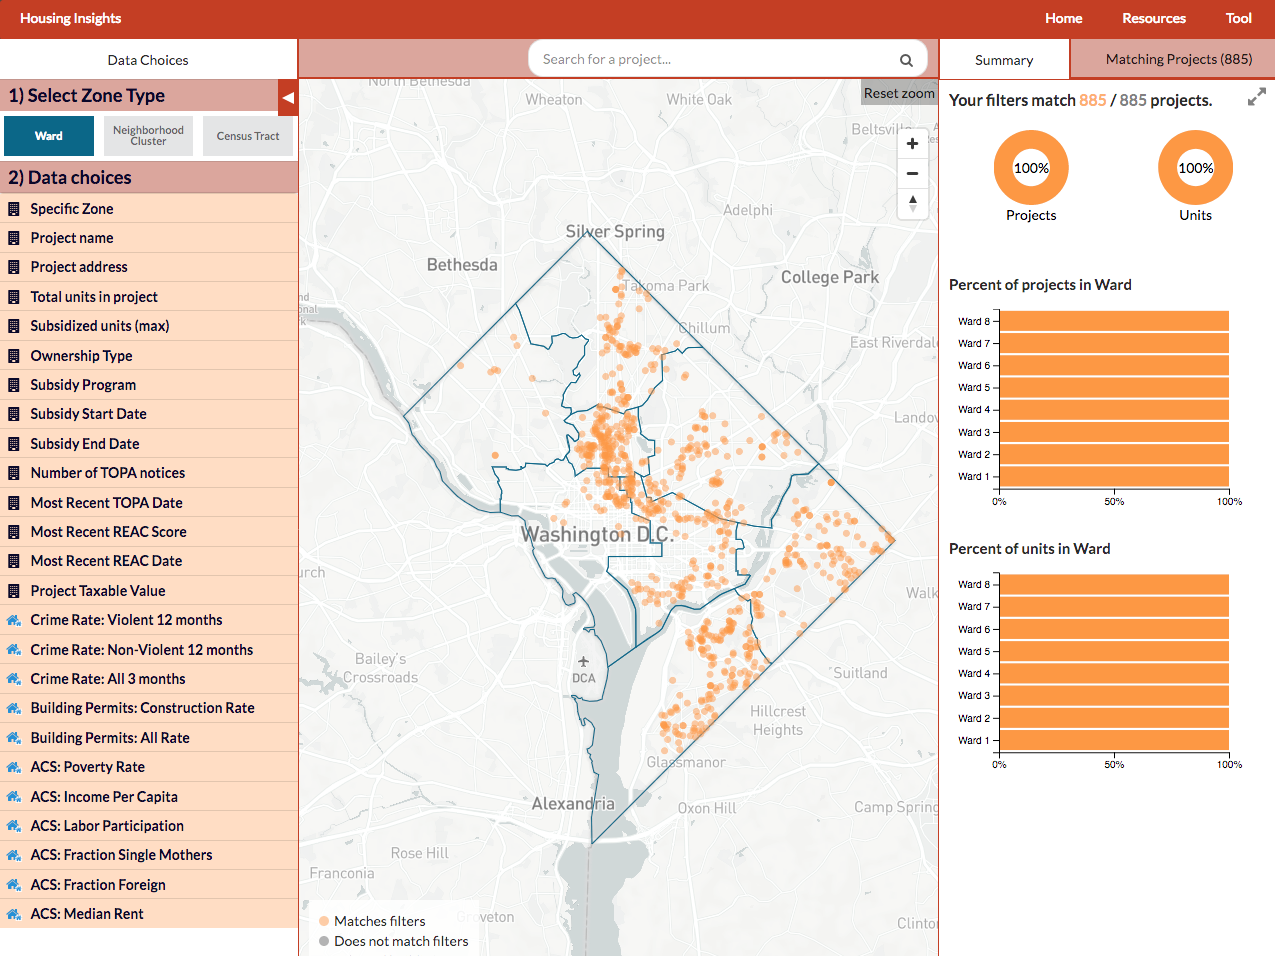 Housing Insights
Home
Resources
Tool
Data Choices
Search for a project...
Summary
Matching Projects (885)
1) Select Zone Type
Ward
Neighborhood
Cluster
Census Tract
2) Data choices
Specific Zone
Project name
Project address
Total units in project
Subsidized units (max)
Ownership Type
Subsidy Program
Subsidy Start Date
Subsidy End Date
Number of TOPA notices
Most Recent TOPA Date
Most Recent REAC Score
Most Recent REAC Date
Project Taxable Value
Crime Rate: Violent 12 months
Crime Rate: Non-Violent 12 months
Crime Rate: All 3 months
Building Permits: Construction Rate
Building Permits: All Rate
ACS: Poverty Rate
ACS: Income Per Capita
ACS: Labor Participation
ACS: Fraction Single Mothers
ACS: Fraction Foreign
ACS: Median Rent
Reset zoom
North Bethesda
Wheaton
White Oak
Beltsvil
Adelphi
Silver Spring
Bethesda
College Park
Takoma Park
Chillum
East Riverdal
Landov
Washington D.C.
urch
Walk
Bailey's
Crossroads
DCA
Suitland
Hillcrest
Heights
Glassmanor
Alexandria
Oxon Hill
Camp Spring
Rose Hill
Franconia
Groveton
Clinto
Matches filters
Does not match filters
Your filters match 885 / 885 projects.
100%
Projects
100%
Units
Percent of projects in Ward
Ward 8
Ward 7
Ward 6
Ward 5
Ward 4
Ward 3
Ward 2
Ward 1
0%
50%
100%
Percent of units in Ward
Ward 8
Ward 7
Ward 6
Ward 5
Ward 4
Ward 3
Ward 2
Ward 1
0%
50%
100%